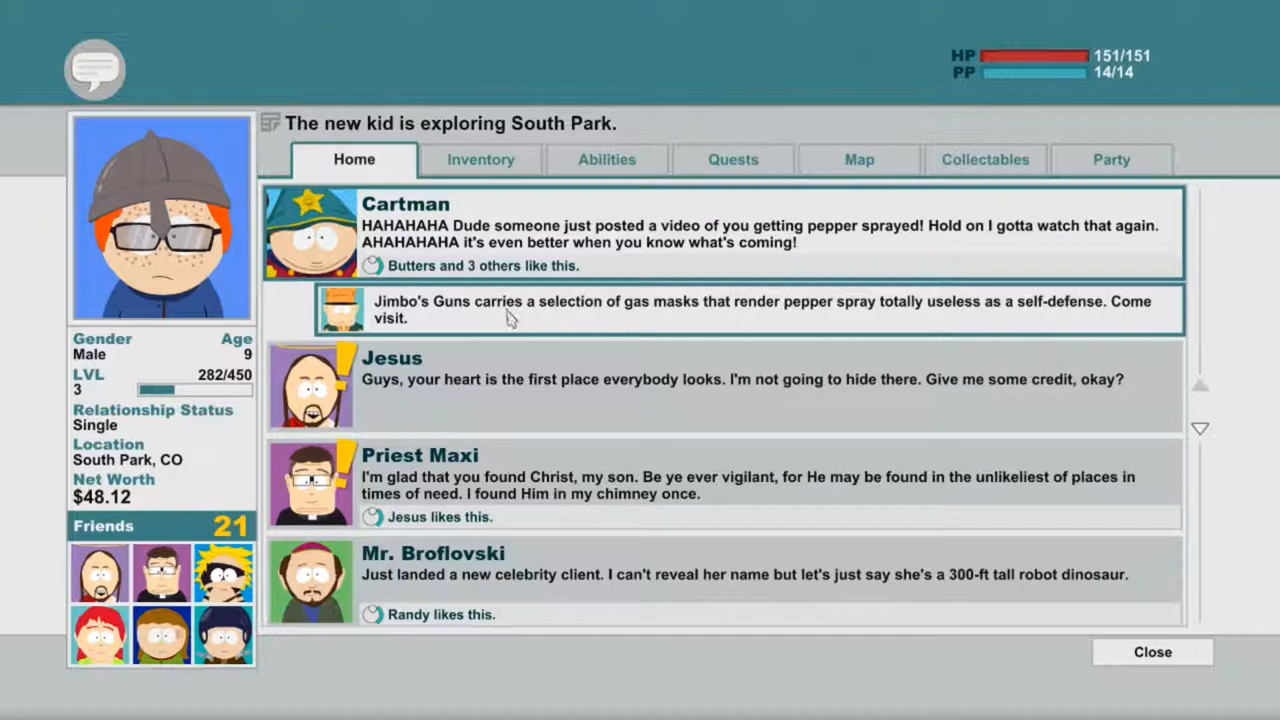 HP 151/151
PP 14/14
The new kid is exploring South Park.
Home Inventory Abilities Quests Map Collectables Party
Gender Age
Male 9
LVL 282/450
3
Relationship Status
Single
Location
South Park, CO
Net Worth
$48.12
Friends 21
Cartman
HAHAHAHA Dude someone just posted a video of you getting pepper sprayed! Hold on I gotta watch that again.
AHAHAHAHA it's even better when you know what's coming!
Butters and 3 others like this.
Jimbo's Guns carries a selection of gas masks that render pepper spray totally useless as a self-defense. Come
visit.
Jesus
Guys, your heart is the first place everybody looks. I'm not going to hide there. Give me some credit, okay?
Priest Maxi
I'm glad that you found Christ, my son. Be ye ever vigilant, for He may be found in the unlikeliest of places in
times of need. I found Him in my chimney once.
Jesus likes this.
Mr. Broflovski
Just landed a new celebrity client. I can't reveal her name but let's just say she's a 300-ft tall robot dinosaur.
Randy likes this.
Close